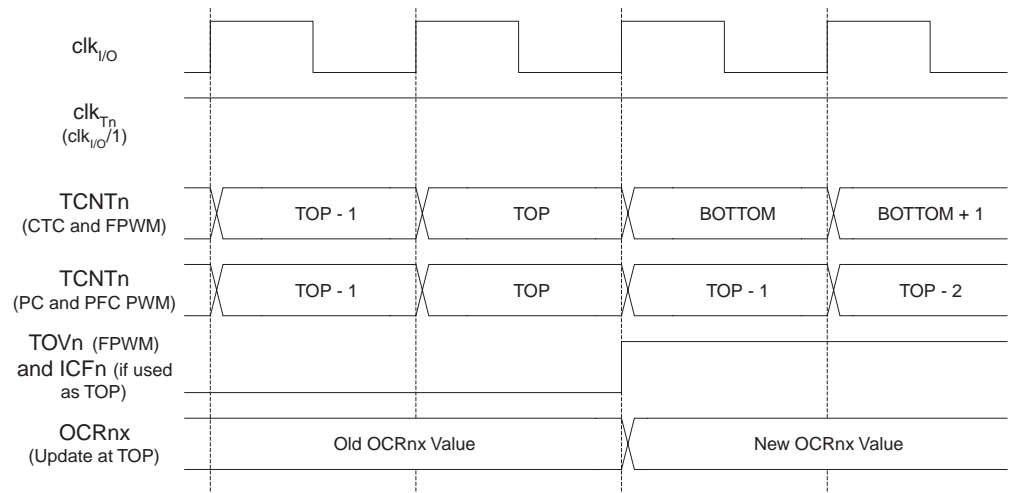 clkI/O
clkTn
(clkI/O/1)
TCNTn
(CTC and FPWM)
TOP - 1 TOP BOTTOM BOTTOM + 1
TCNTn
(PC and PFC PWM)
TOP - 1 TOP TOP - 1 TOP - 2
TOVn (FPWM)
and ICFn (if used
as TOP)
OCRnx
(Update at TOP)
Old OCRnx Value New OCRnx Value